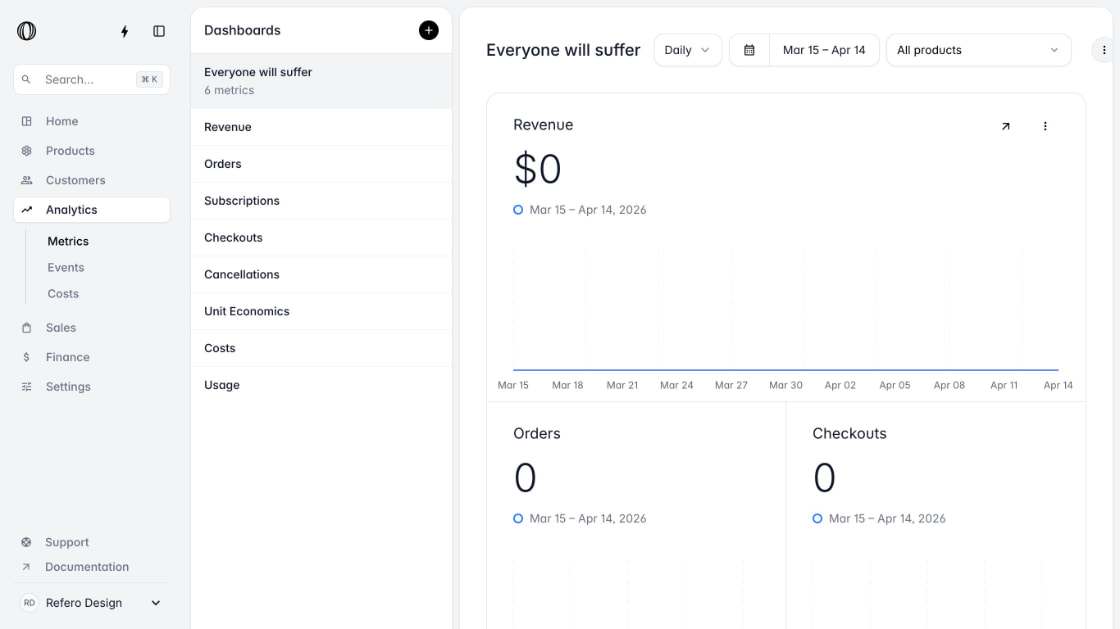 Search...
⌘ K
Home
Products
Customers
Analytics
Metrics
Events
Costs
Sales
Finance
Settings
Support
Documentation
RD
Refero Design
Dashboards
Everyone will suffer
6 metrics
Revenue
Orders
Subscriptions
Checkouts
Cancellations
Unit Economics
Costs
Usage
Everyone will suffer
Daily
Mar 15 – Apr 14
All products
Revenue
$0
Mar 15 – Apr 14, 2026
Mar 15 Mar 18 Mar 21 Mar 24 Mar 27 Mar 30 Apr 02 Apr 05 Apr 08 Apr 11 Apr 14
Orders
0
Mar 15 – Apr 14, 2026
Checkouts
0
Mar 15 – Apr 14, 2026